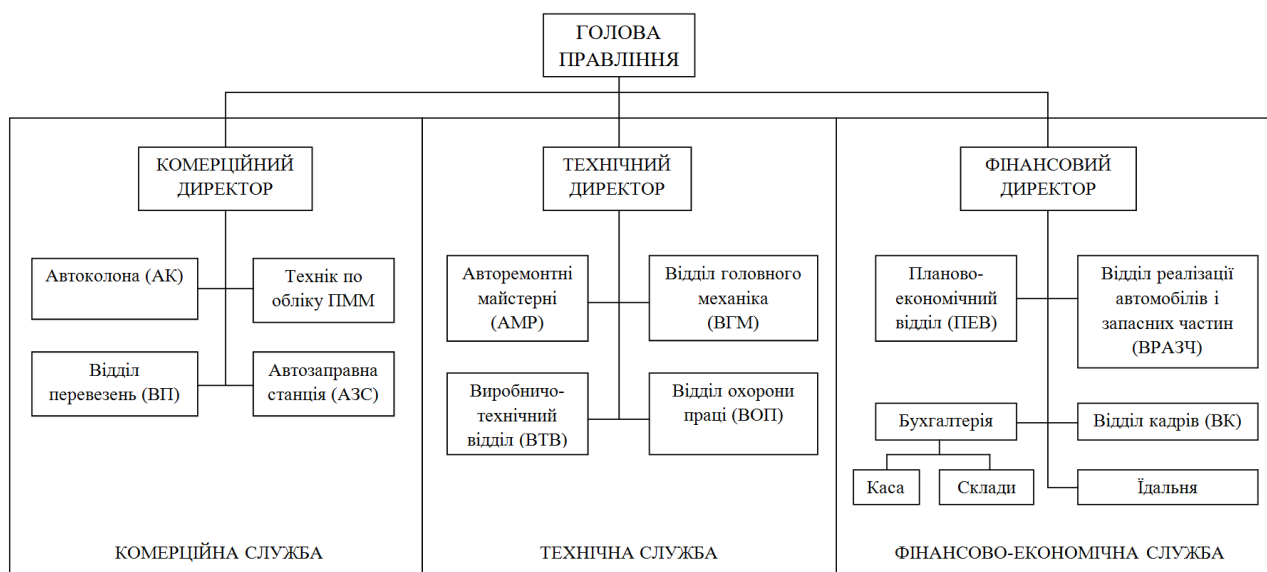 ГОЛОВА
ПРАВЛІННЯ
КОМЕРЦІЙНИЙ
ДИРЕКТОР
Автоколона (АК)
Технік по
обліку ПММ
Відділ
перевезень (ВП)
Автозаправна
станція (АЗС)
КОМЕРЦІЙНА СЛУЖБА
ТЕХНІЧНИЙ
ДИРЕКТОР
Авторемонтні
майстерні
(АМР)
Відділ головного
механіка
(ВГМ)
Виробничо-
технічний
відділ (ВТВ)
Відділ охорони
праці (ВОП)
ТЕХНІЧНА СЛУЖБА
ФІНАНСОВИЙ
ДИРЕКТОР
Планово-
економічний
відділ (ПЕВ)
Відділ реалізації
автомобілів і
запасних частин
(ВРАЗЧ)
Бухгалтерія
Відділ кадрів (ВК)
Каса
Склади
Їдальня
ФІНАНСОВО-ЕКОНОМІЧНА СЛУЖБА